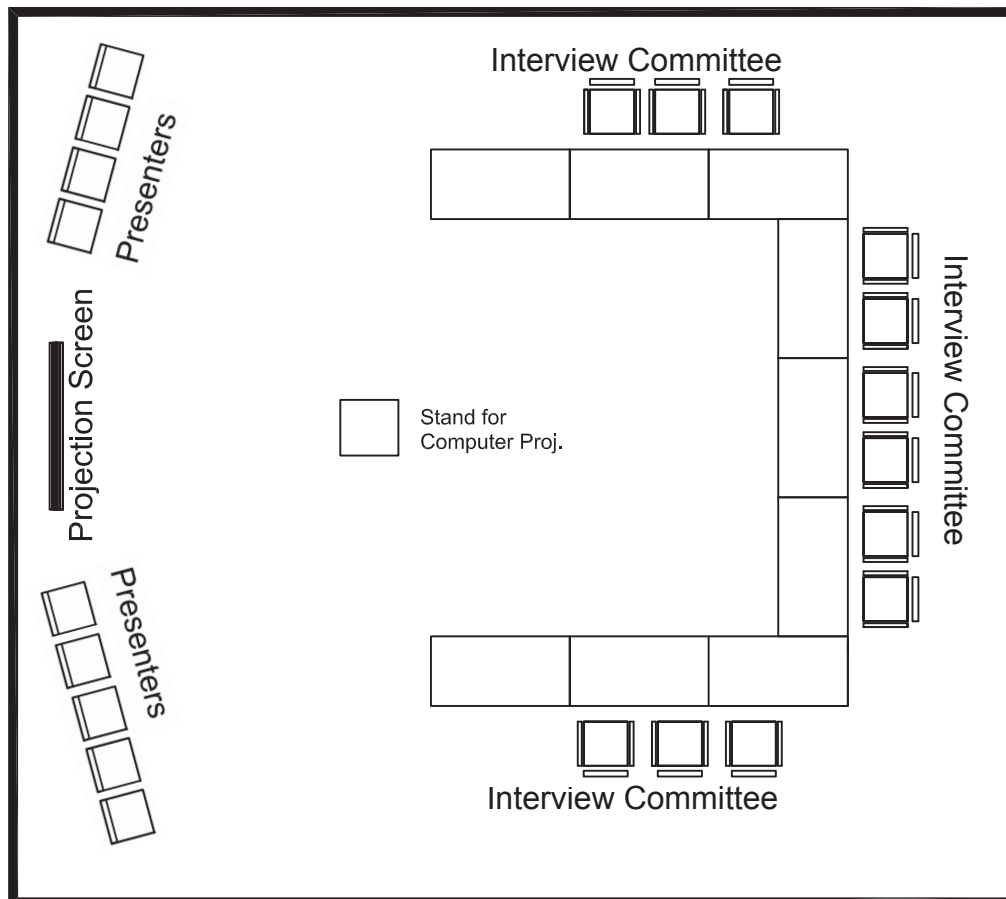 Interview Committee
Presenters
Projection Screen
Stand for
Computer Proj.
Interview Committee
Presenters
Interview Committee